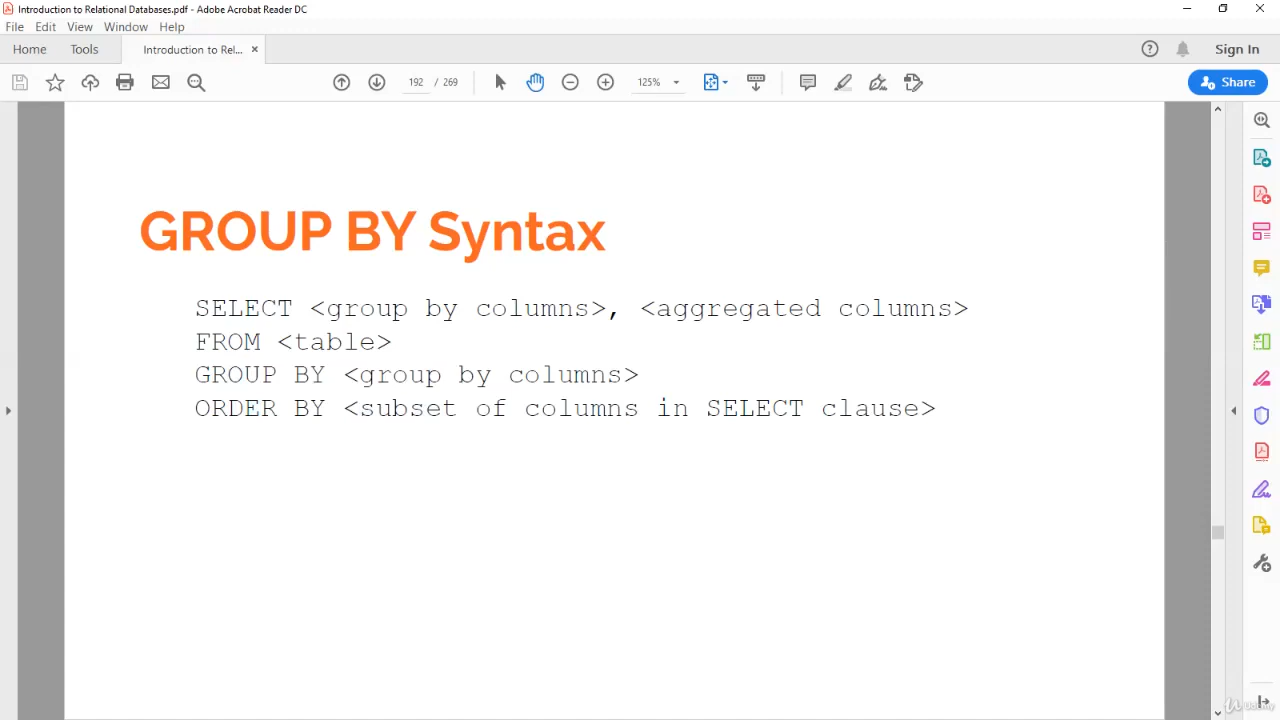 Introduction to Relational Databases.pdf - Adobe Acrobat Reader DC
File Edit View Window Help
Home Tools Introduction to Rel... × Sign In
192 / 269 125% Share
GROUP BY Syntax
SELECT <group by columns>, <aggregated columns>
FROM <table>
GROUP BY <group by columns>
ORDER BY <subset of columns in SELECT clause>
Udemy